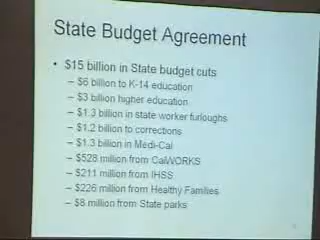 State Budget Agreement
• $15 billion in State budget cuts
– $6 billion to K-14 education
– $3 billion higher education
– $1.3 billion in state worker furloughs
– $1.2 billion to corrections
– $1.3 billion in Medi-Cal
– $528 million from CalWORKS
– $211 million from IHSS
– $226 million from Healthy Families
– $8 million from State parks